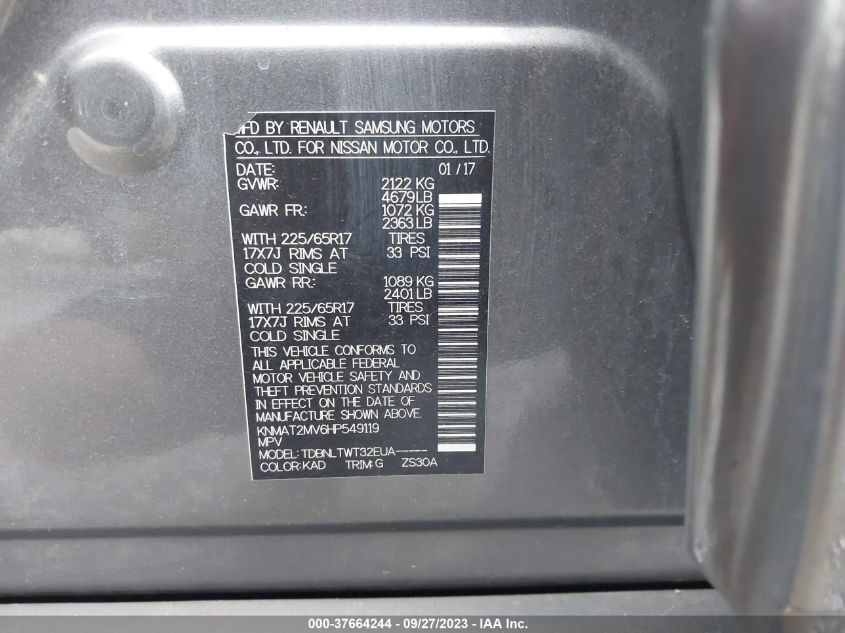 MFD BY RENAULT SAMSUNG MOTORS
CO., LTD. FOR NISSAN MOTOR CO., LTD.
DATE: 01/17
GVWR: 2122 KG
4679LB
GAWR FR: 1072 KG
2363LB
WITH 225/65R17 TIRES
17X7J RIMS AT 33 PSI
COLD SINGLE
GAWR RR: 1089 KG
2401LB
WITH 225/65R17 TIRES
17X7J RIMS AT 33 PSI
COLD SINGLE
THIS VEHICLE CONFORMS TO
ALL APPLICABLE FEDERAL
MOTOR VEHICLE SAFETY AND
THEFT PREVENTION STANDARDS
IN EFFECT ON THE DATE OF
MANUFACTURE SHOWN ABOVE.
KNMAT2MV6HP549119
MPV
MODEL: TDBNLTWT32EUA-----
COLOR:KAD TRIM:G ZS30A
000-37664244 - 09/27/2023 - IAA Inc.